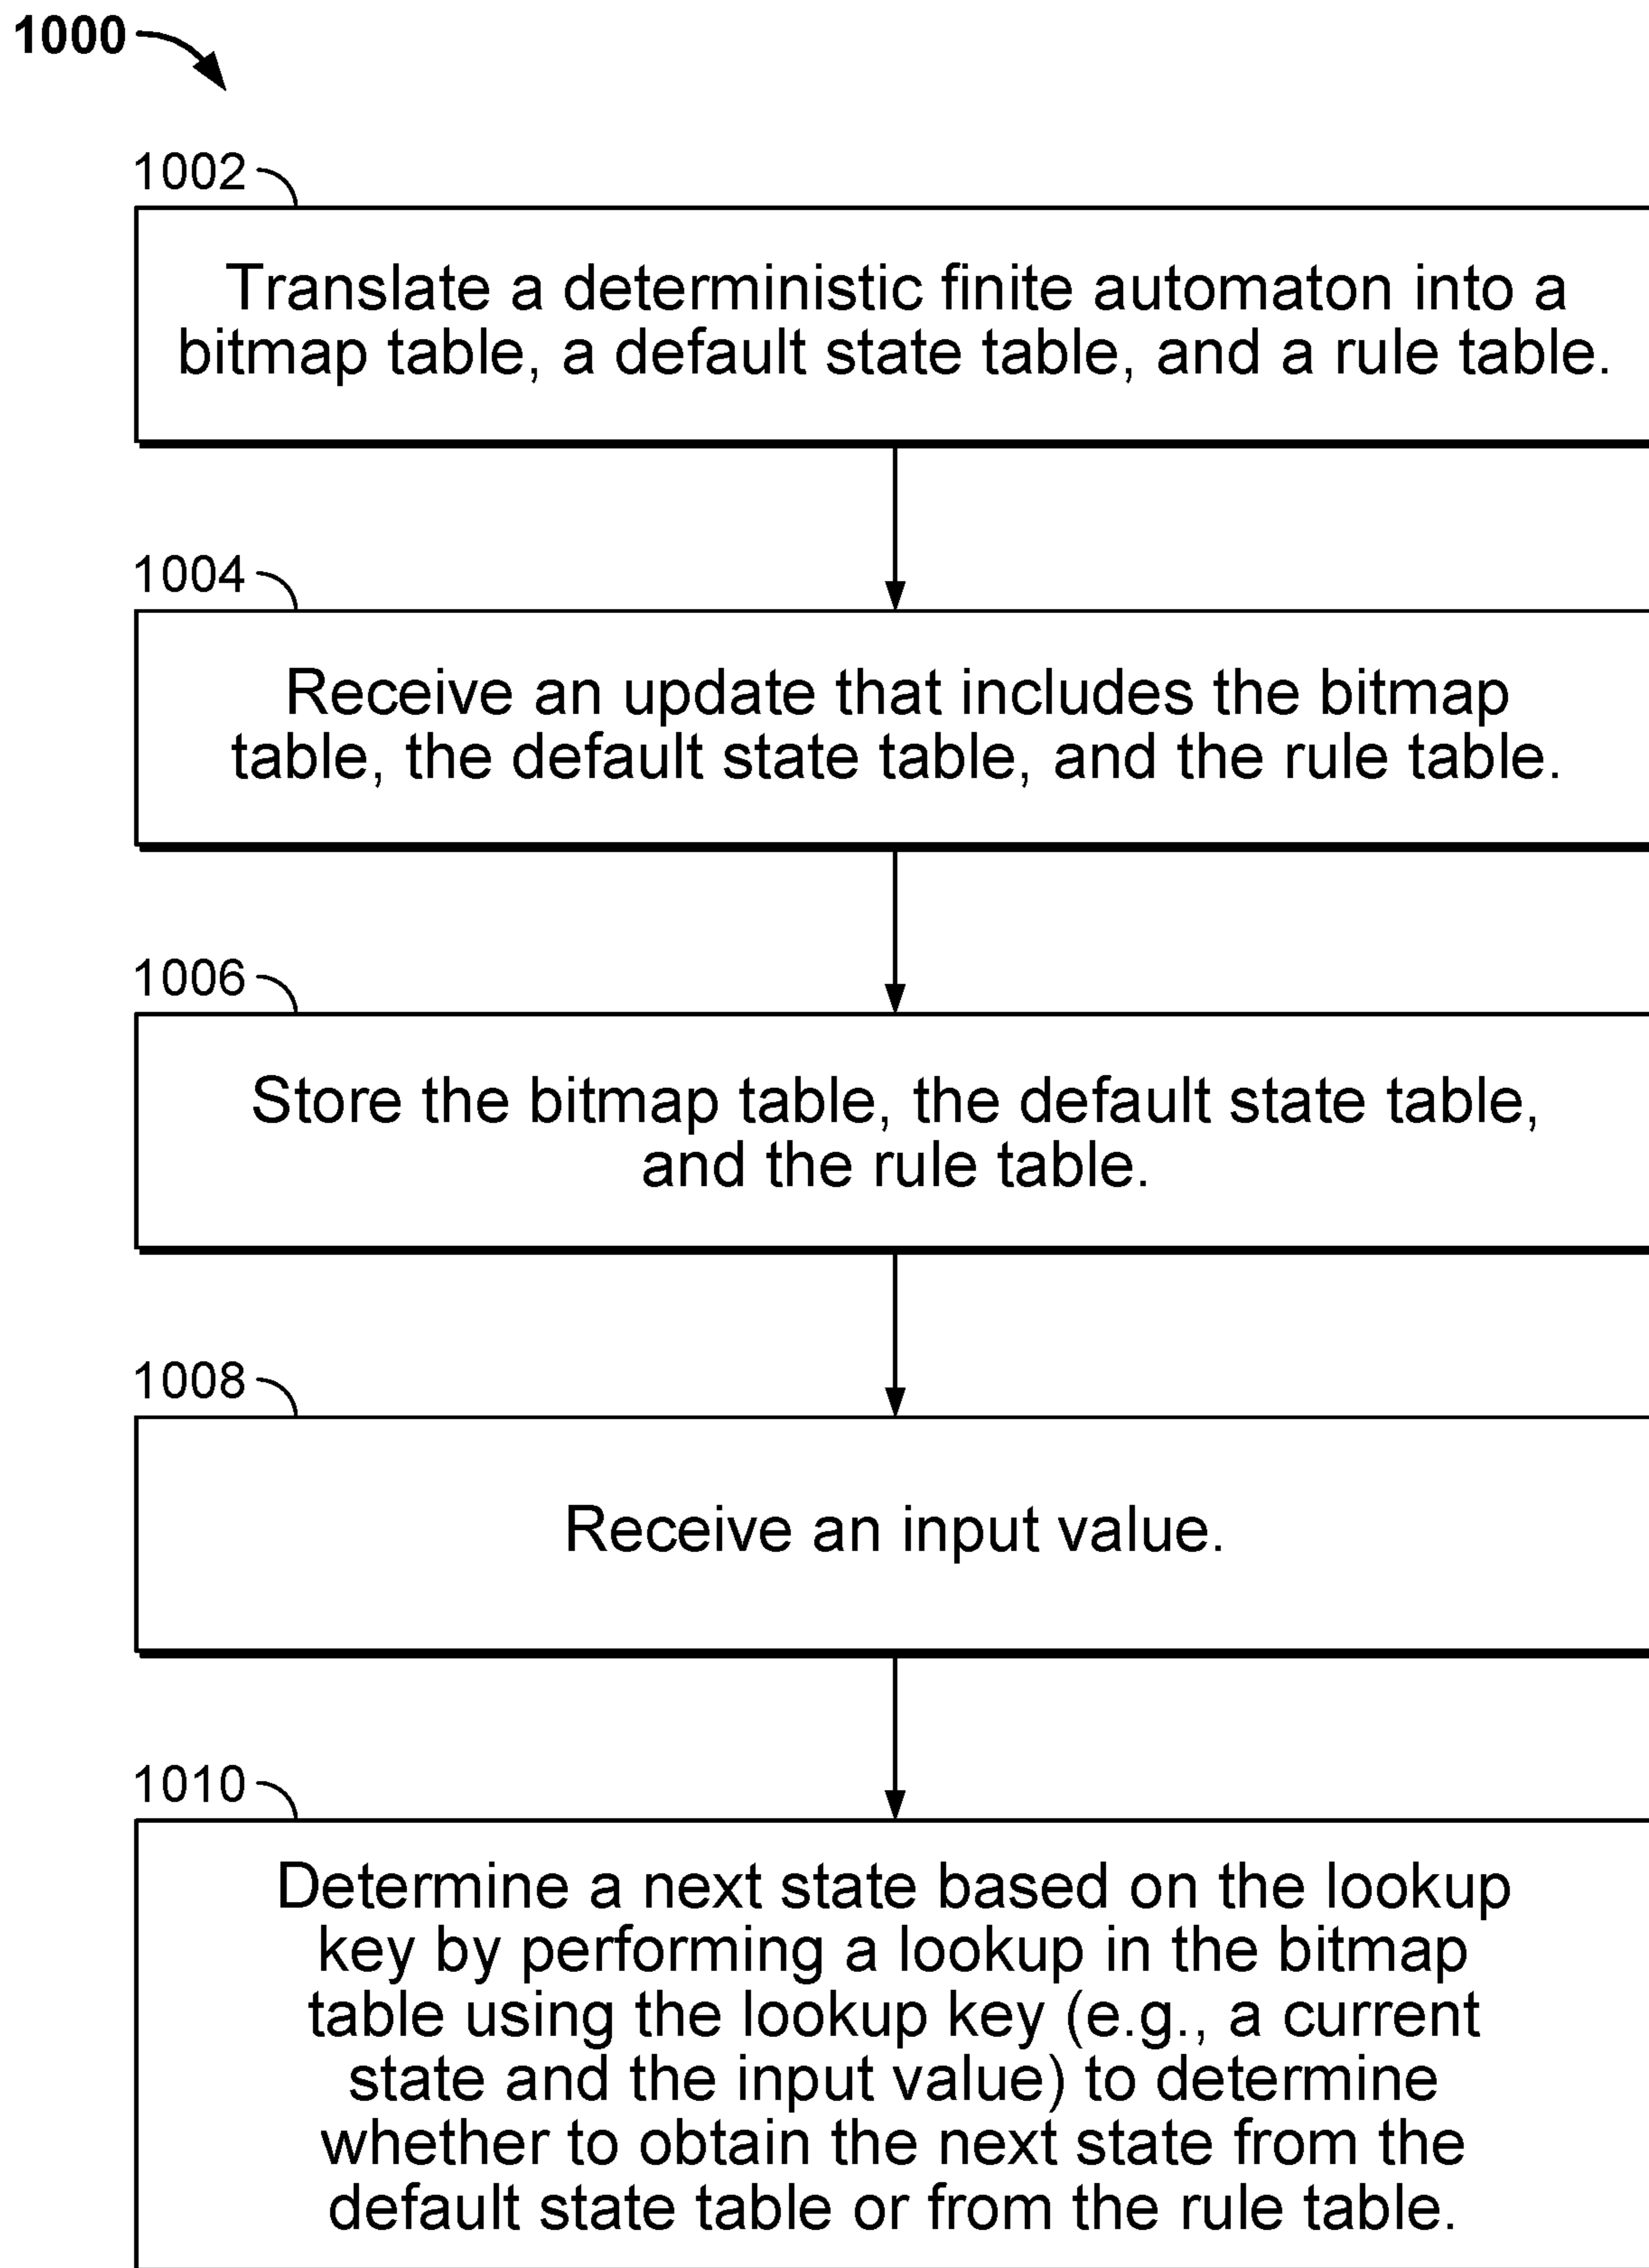 1000
1002
Translate a deterministic finite automaton into a
bitmap table, a default state table, and a rule table.
1004
Receive an update that includes the bitmap
table, the default state table, and the rule table.
1006
Store the bitmap table, the default state table,
and the rule table.
1008
Receive an input value.
1010
Determine a next state based on the lookup
key by performing a lookup in the bitmap
table using the lookup key (e.g., a current
state and the input value) to determine
whether to obtain the next state from the
default state table or from the rule table.